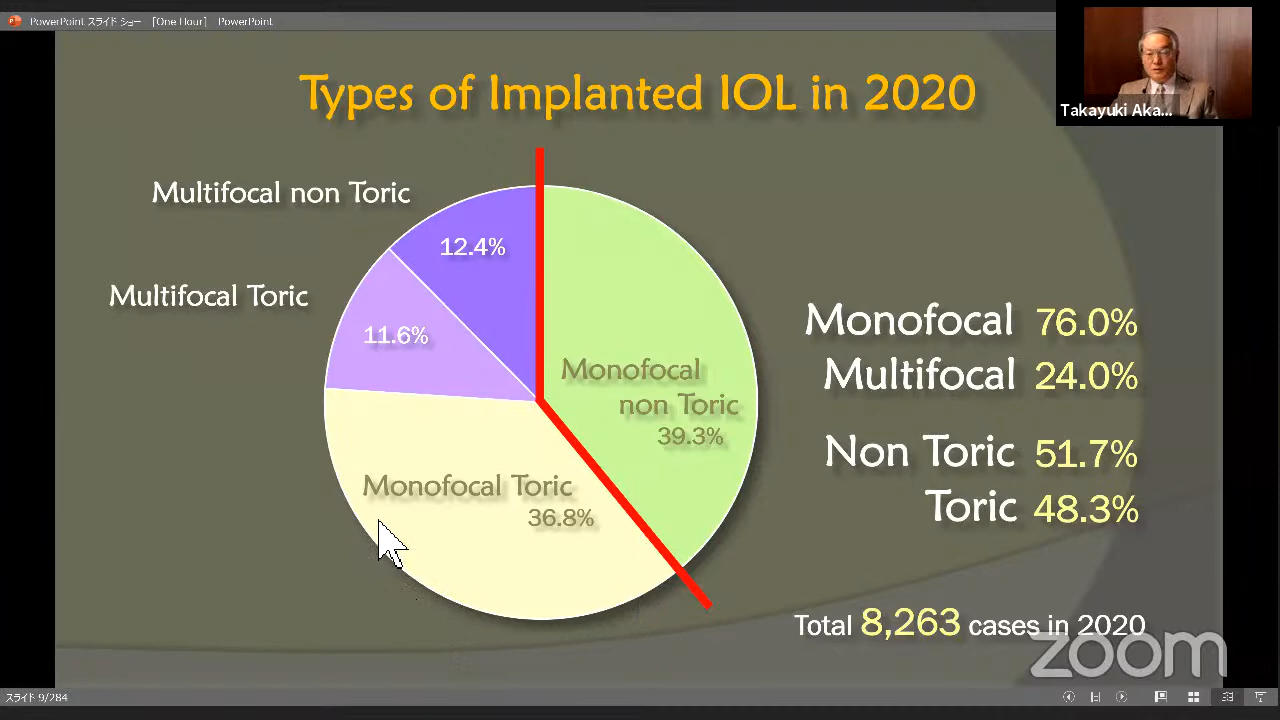 PowerPoint スライド ショー  [One Hour]  PowerPoint
Takayuki Aka...
Types of Implanted IOL in 2020
Multifocal non Toric
12.4%
Multifocal Toric
11.6%
Monofocal
non Toric
39.3%
Monofocal Toric
36.8%
Monofocal 76.0%
Multifocal 24.0%
Non Toric 51.7%
Toric 48.3%
Total 8,263 cases in 2020
zoom
スライド 9/284